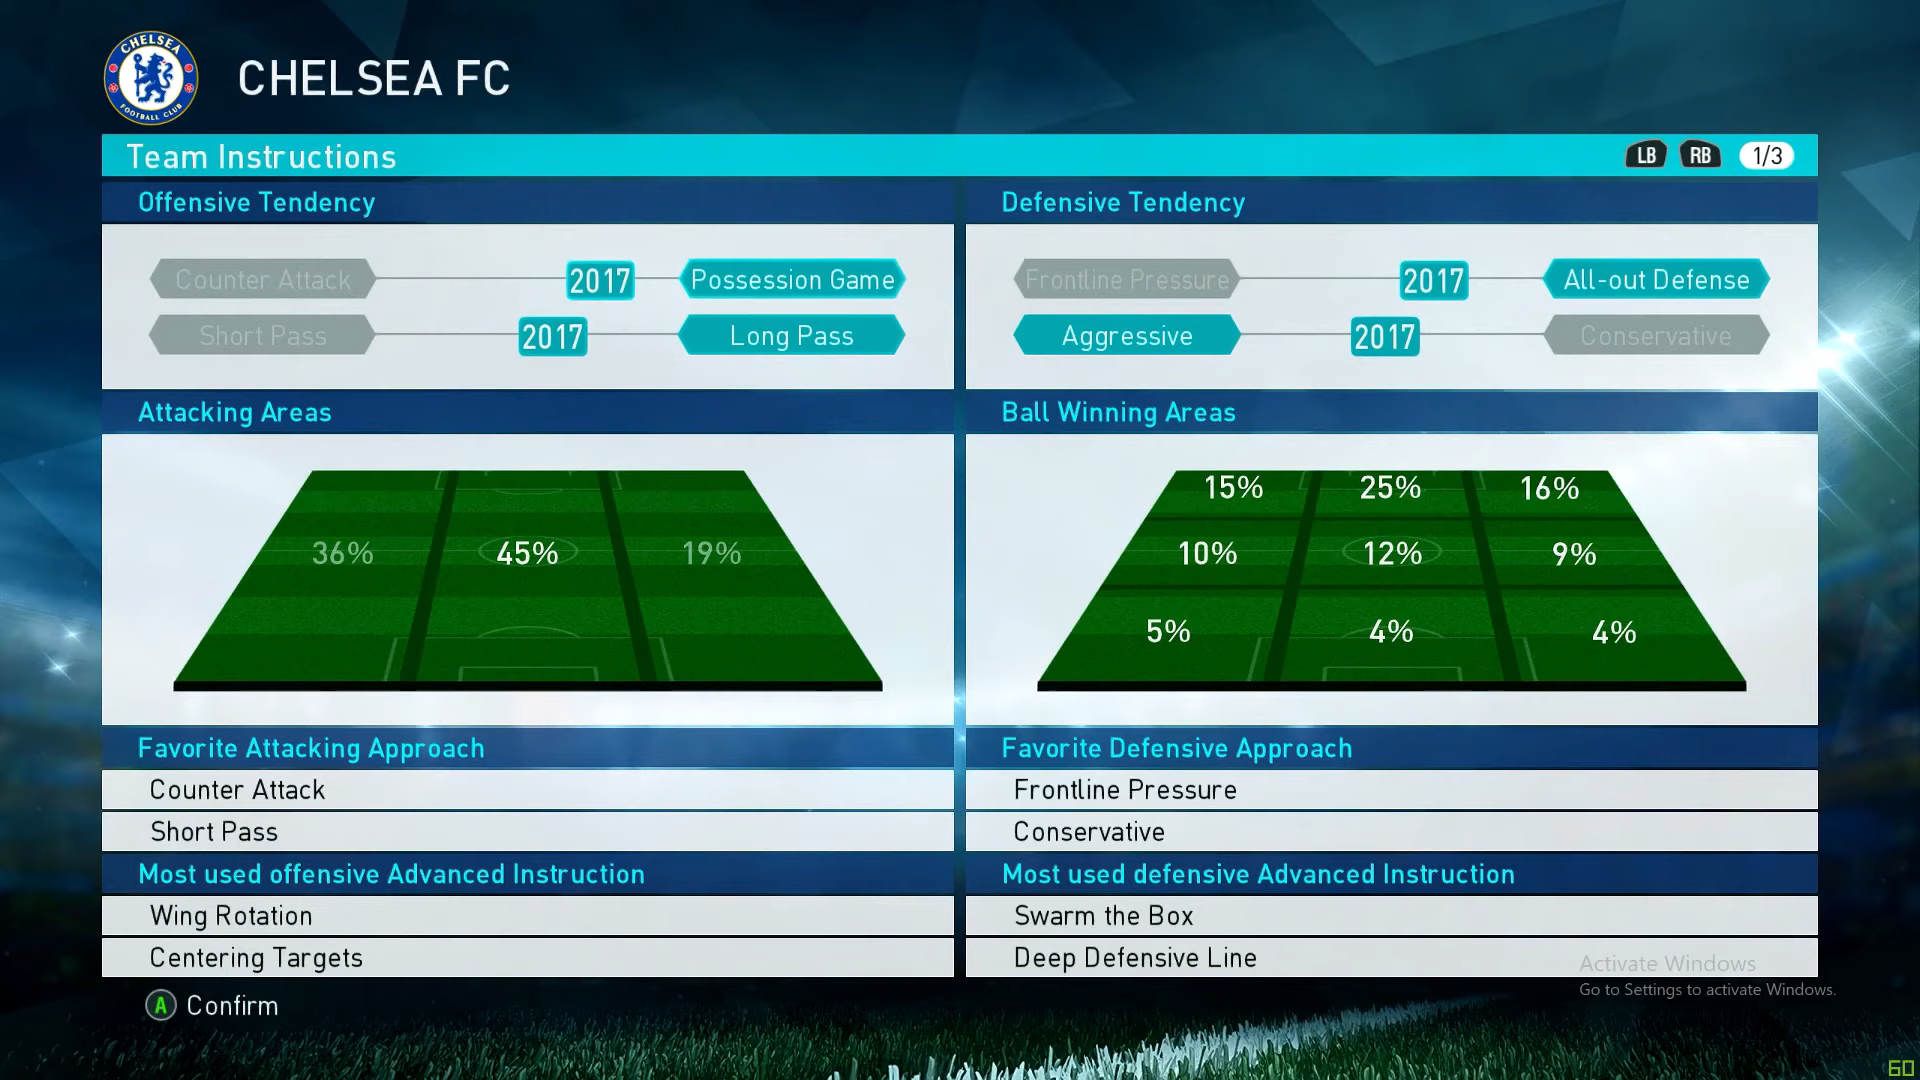 CHELSEA
FOOTBALL CLUB
CHELSEA FC
Team Instructions
LB RB 1/3
Offensive Tendency
Counter Attack 2017 Possession Game
Short Pass 2017 Long Pass
Defensive Tendency
Frontline Pressure 2017 All-out Defense
Aggressive 2017 Conservative
Attacking Areas
36% 45% 19%
Ball Winning Areas
15% 25% 16%
10% 12% 9%
5% 4% 4%
Favorite Attacking Approach
Counter Attack
Short Pass
Favorite Defensive Approach
Frontline Pressure
Conservative
Most used offensive Advanced Instruction
Wing Rotation
Centering Targets
Most used defensive Advanced Instruction
Swarm the Box
Deep Defensive Line
A Confirm
Activate Windows
Go to Settings to activate Windows.
60